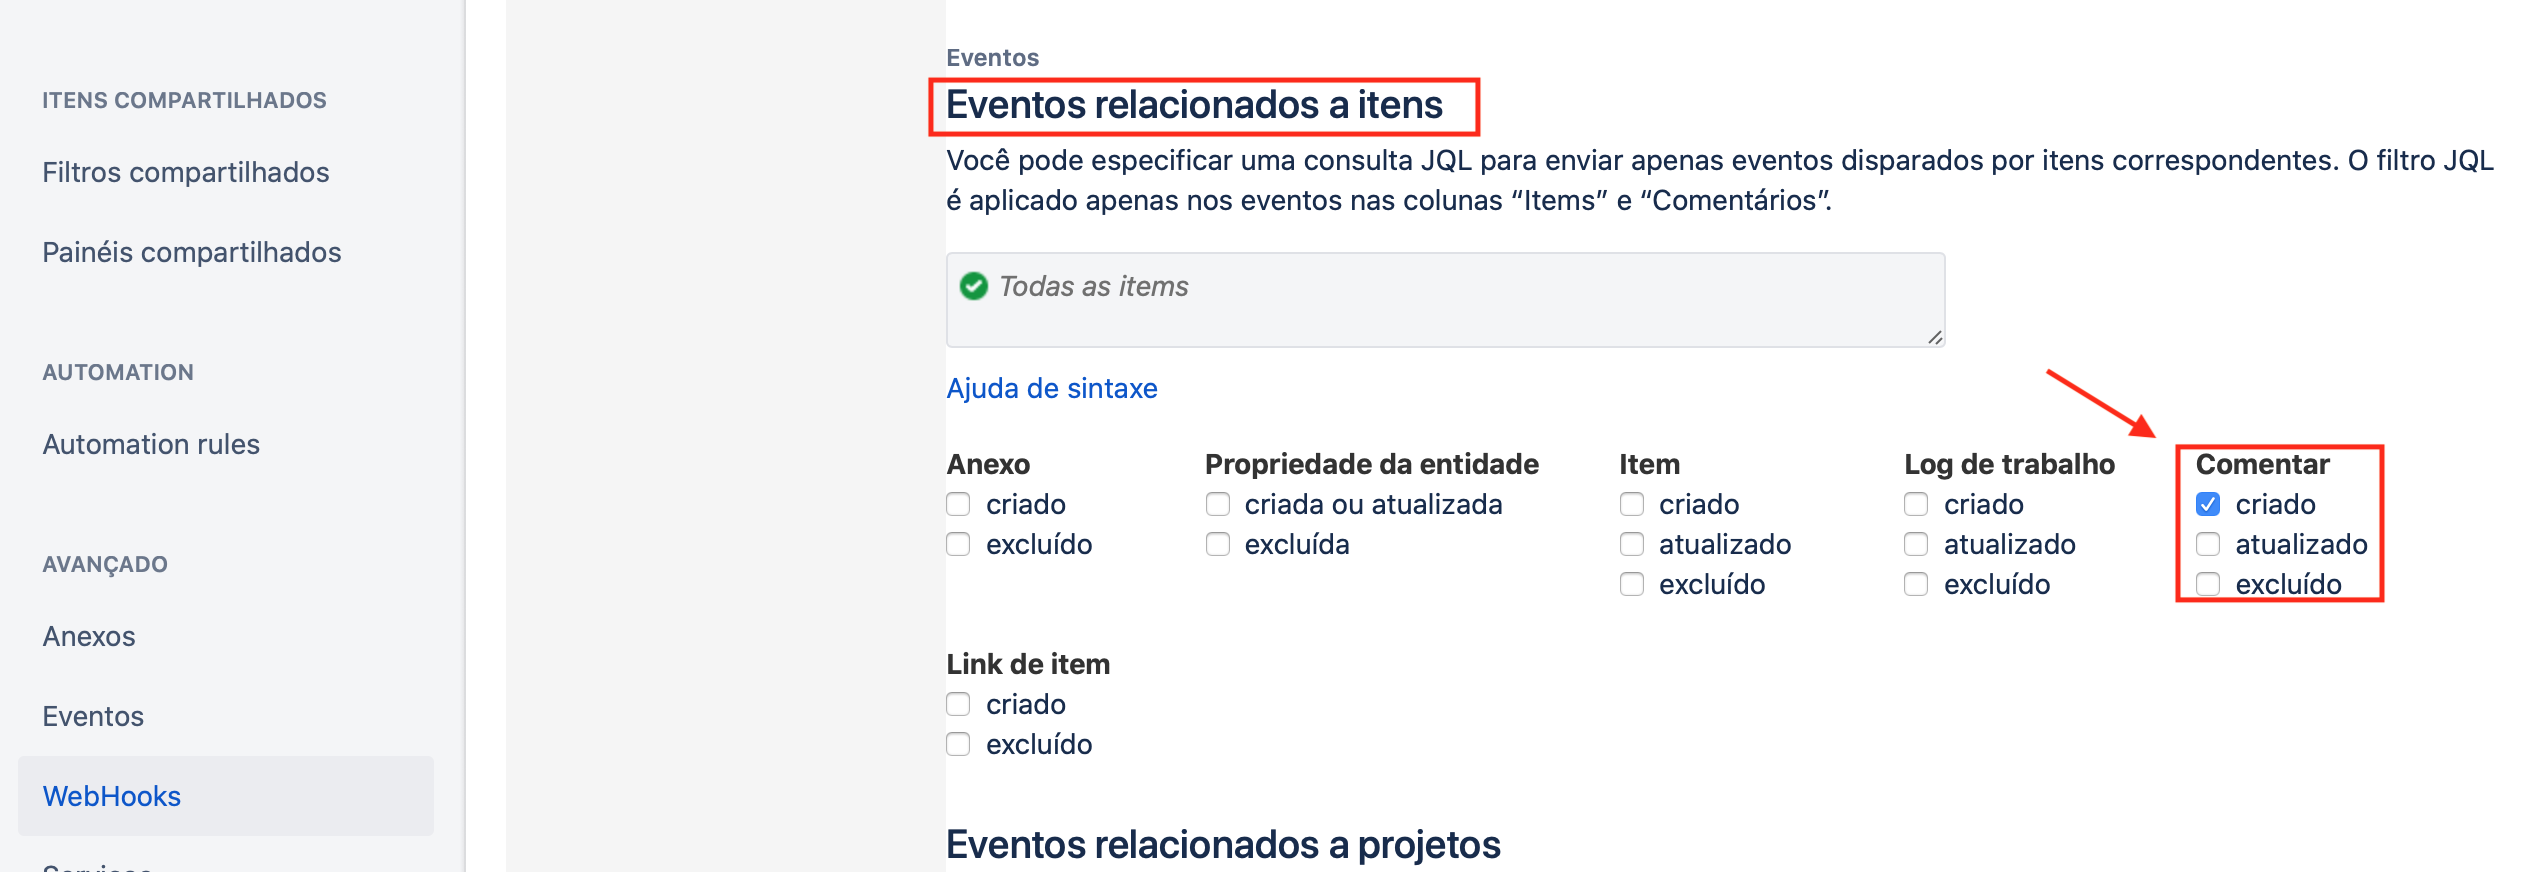 ITENS COMPARTILHADOS
Filtros compartilhados
Painéis compartilhados
AUTOMATION
Automation rules
AVANÇADO
Anexos
Eventos
WebHooks
Eventos
Eventos relacionados a itens
Você pode especificar uma consulta JQL para enviar apenas eventos disparados por itens correspondentes. O filtro JQL
é aplicado apenas nos eventos nas colunas “Items” e “Comentários”.
Todas as items
Ajuda de sintaxe
Anexo
criado
excluído
Propriedade da entidade
criada ou atualizada
excluída
Item
criado
atualizado
excluído
Log de trabalho
criado
atualizado
excluído
Comentar
criado
atualizado
excluído
Link de item
criado
excluído
Eventos relacionados a projetos